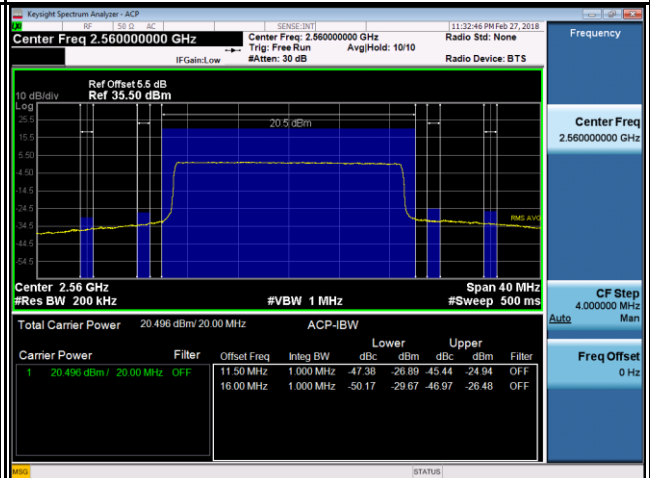 Keysight Spectrum Analyzer - ACP
RF 50 Ω AC SENSE:INT 11:32:46 PM Feb 27, 2018
Center Freq 2.560000000 GHz Center Freq: 2.560000000 GHz Radio Std: None
Trig: Free Run Avg|Hold: 10/10
IFGain:Low #Atten: 30 dB Radio Device: BTS
Frequency
Ref Offset 5.5 dB
10 dB/div Ref 35.50 dBm
Log
25.5
20.5 dBm
15.5
5.50
-4.50
-14.5
-24.5
RMS AVG
-34.5
-44.5
-54.5
Center 2.56 GHz Span 40 MHz
#Res BW 200 kHz #VBW 1 MHz #Sweep 500 ms
Total Carrier Power 20.496 dBm/ 20.00 MHz ACP-IBW
Lower Upper
Carrier Power Filter Offset Freq Integ BW dBc dBm dBc dBm Filter
1 20.496 dBm / 20.00 MHz OFF 11.50 MHz 1.000 MHz -47.38 -26.89 -45.44 -24.94 OFF
16.00 MHz 1.000 MHz -50.17 -29.67 -46.97 -26.48 OFF
Center Freq
2.560000000 GHz
CF Step
4.000000 MHz
Auto Man
Freq Offset
0 Hz
MSG STATUS